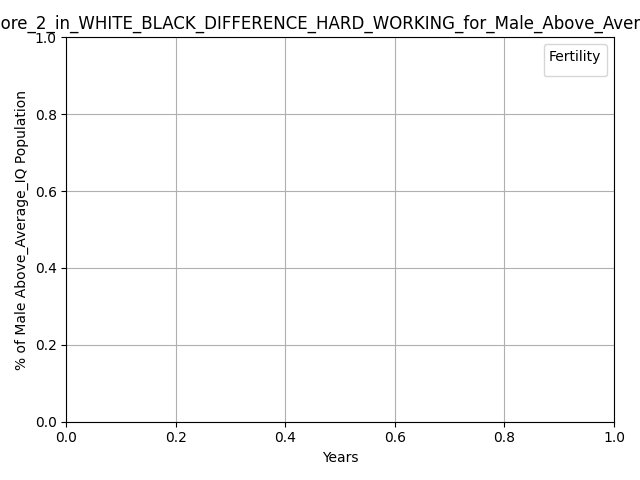 ore_2_in_WHITE_BLACK_DIFFERENCE_HARD_WORKING_for_Male_Above_Aver
Fertility
1.0
0.8
0.6
0.4
0.2
0.0
% of Male Above_Average_IQ Population
0.0 0.2 0.4 0.6 0.8 1.0
Years